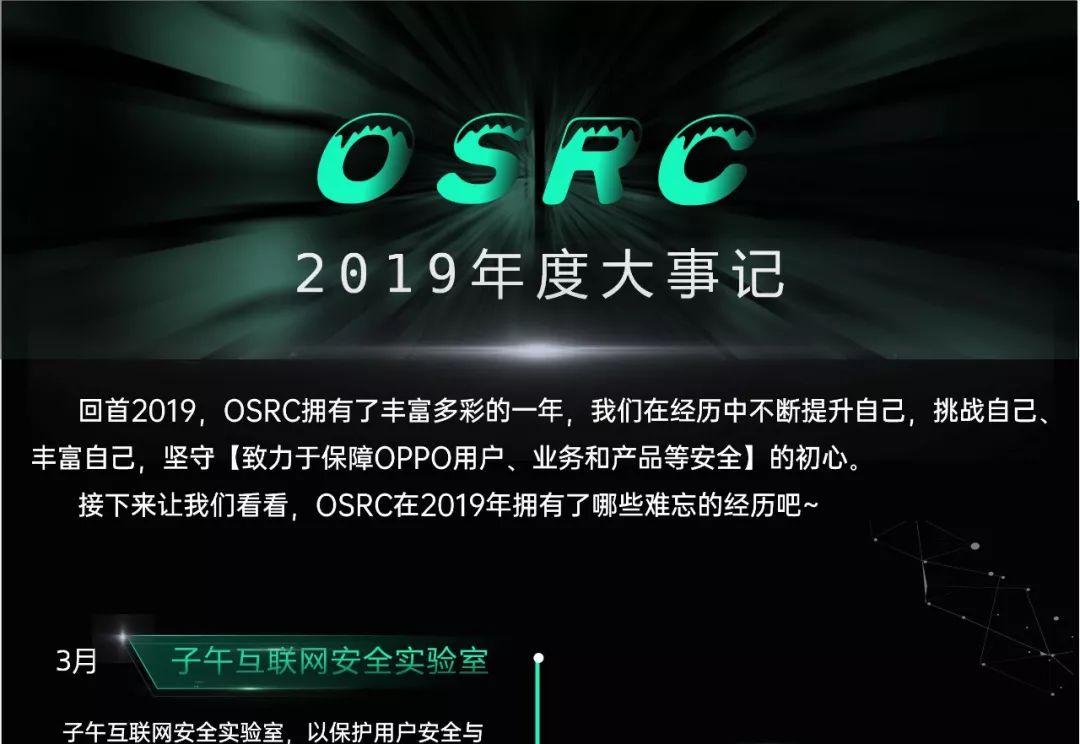 OSRC
2019年度大事记
回首2019，OSRC拥有了丰富多彩的一年，我们在经历中不断提升自己，挑战自己、
丰富自己，坚守【致力于保障OPPO用户、业务和产品等安全】的初心。
接下来让我们看看，OSRC在2019年拥有了哪些难忘的经历吧~
3月
子午互联网安全实验室
子午互联网安全实验室，以保护用户安全与